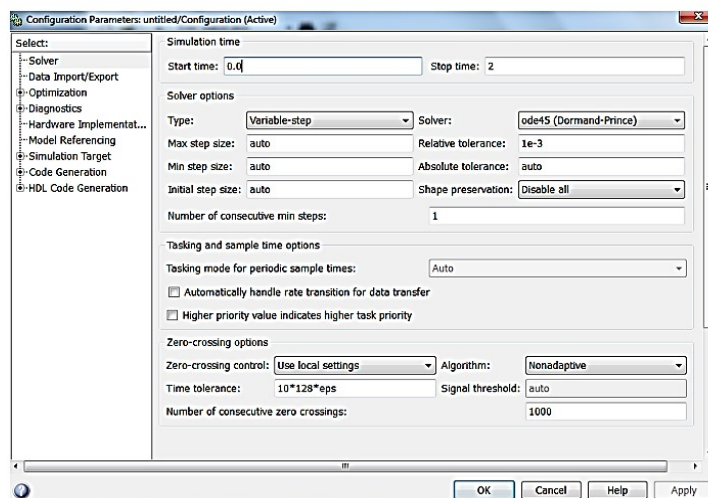 Configuration Parameters: untitled/Configuration (Active)
Select:
Solver
Data Import/Export
Optimization
Diagnostics
Hardware Implementat...
Model Referencing
Simulation Target
Code Generation
HDL Code Generation
Simulation time
Start time: 0.0 Stop time: 2
Solver options
Type: Variable-step Solver: ode45 (Dormand-Prince)
Max step size: auto Relative tolerance: 1e-3
Min step size: auto Absolute tolerance: auto
Initial step size: auto Shape preservation: Disable all
Number of consecutive min steps: 1
Tasking and sample time options
Tasking mode for periodic sample times: Auto
Automatically handle rate transition for data transfer
Higher priority value indicates higher task priority
Zero-crossing options
Zero-crossing control: Use local settings Algorithm: Nonadaptive
Time tolerance: 10*128*eps Signal threshold: auto
Number of consecutive zero crossings: 1000
OK Cancel Help Apply